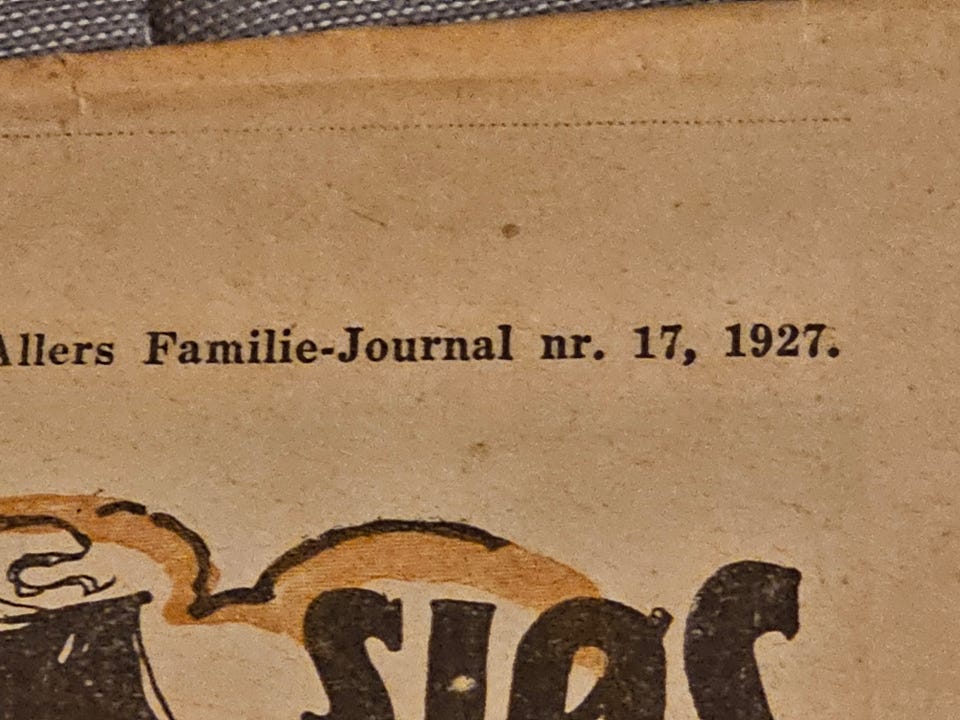 Allers Familie-Journal nr. 17, 1927.